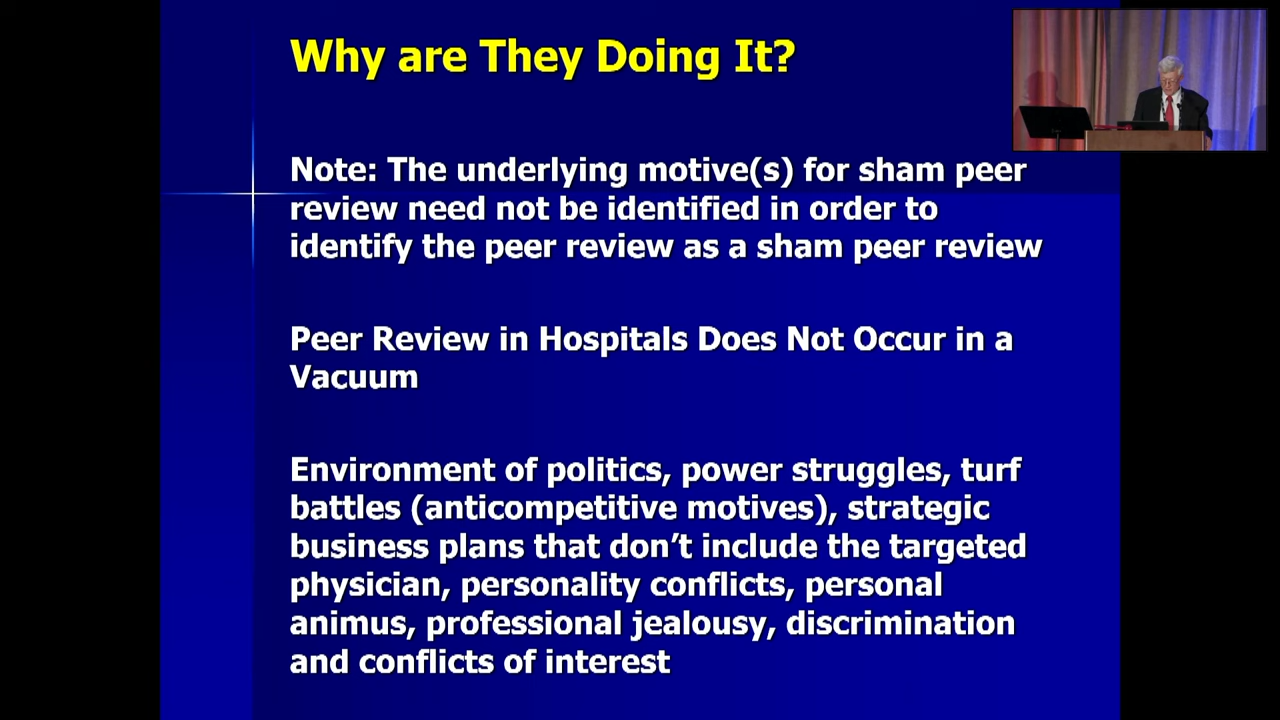 Why are They Doing It?
Note: The underlying motive(s) for sham peer
review need not be identified in order to
identify the peer review as a sham peer review
Peer Review in Hospitals Does Not Occur in a
Vacuum
Environment of politics, power struggles, turf
battles (anticompetitive motives), strategic
business plans that don’t include the targeted
physician, personality conflicts, personal
animus, professional jealousy, discrimination
and conflicts of interest